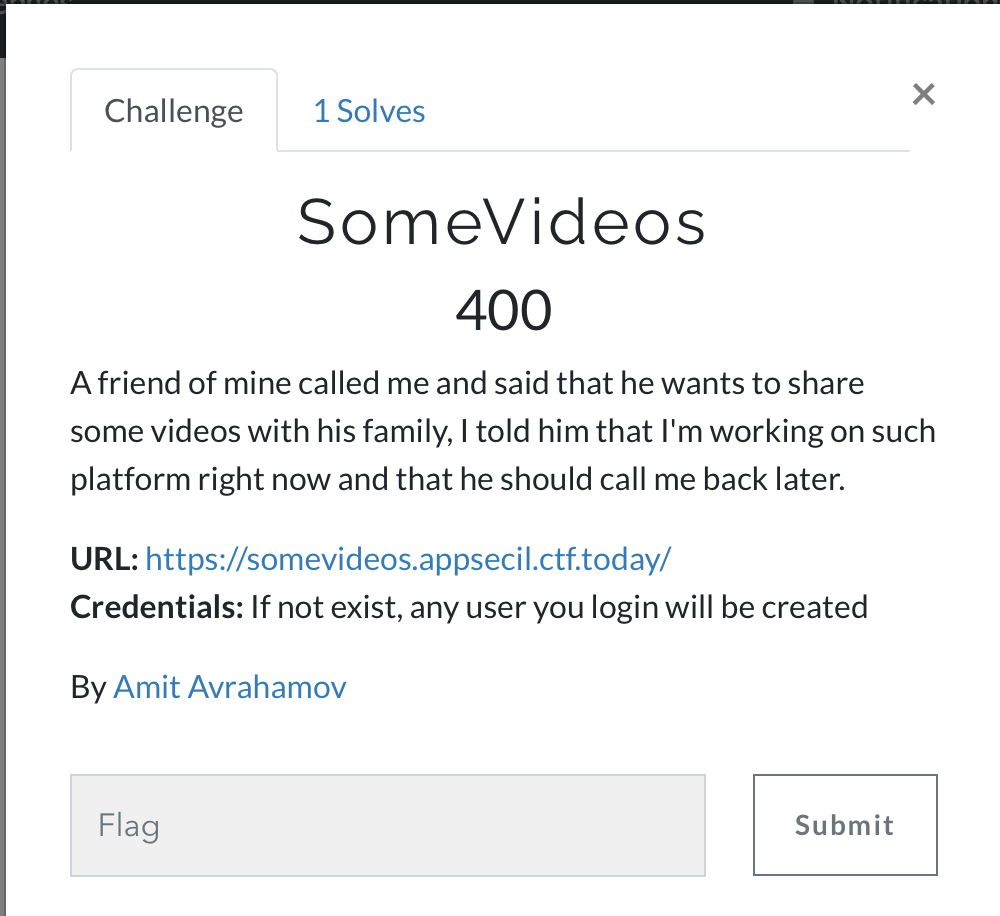 Challenge
1 Solves
×
SomeVideos
400
A friend of mine called me and said that he wants to share
some videos with his family, I told him that I'm working on such
platform right now and that he should call me back later.
URL: https://somevideos.appsecil.ctf.today/
Credentials: If not exist, any user you login will be created
By Amit Avrahamov
Flag
Submit